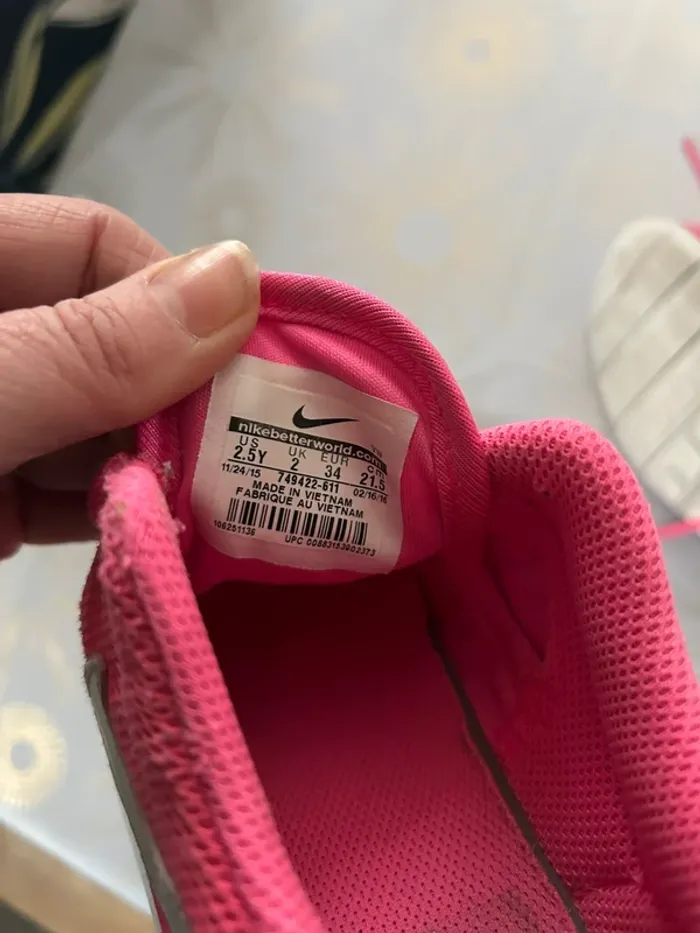 nikebetterworld.com
US UK EUR CM
2.5Y 2 34 21.5
11/24/15 749422-611 02/16/16
MADE IN VIETNAM
FABRIQUE AU VIETNAM
UPC 00883153002373